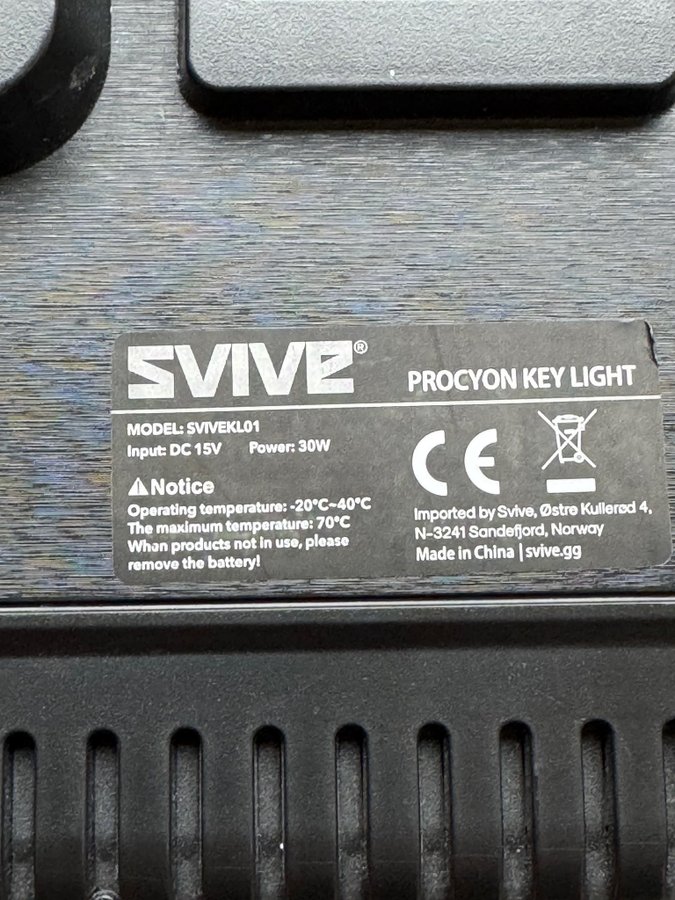 SVIVE®
PROCYON KEY LIGHT
MODEL: SVIVEKL01
Input: DC 15V Power: 30W
⚠Notice
Operating temperature: -20°C~40°C
The maximum temperature: 70°C
Whan products not in use, please
remove the battery!
CE
Imported by Svive, Østre Kullerød 4,
N-3241 Sandefjord, Norway
Made in China | svive.gg